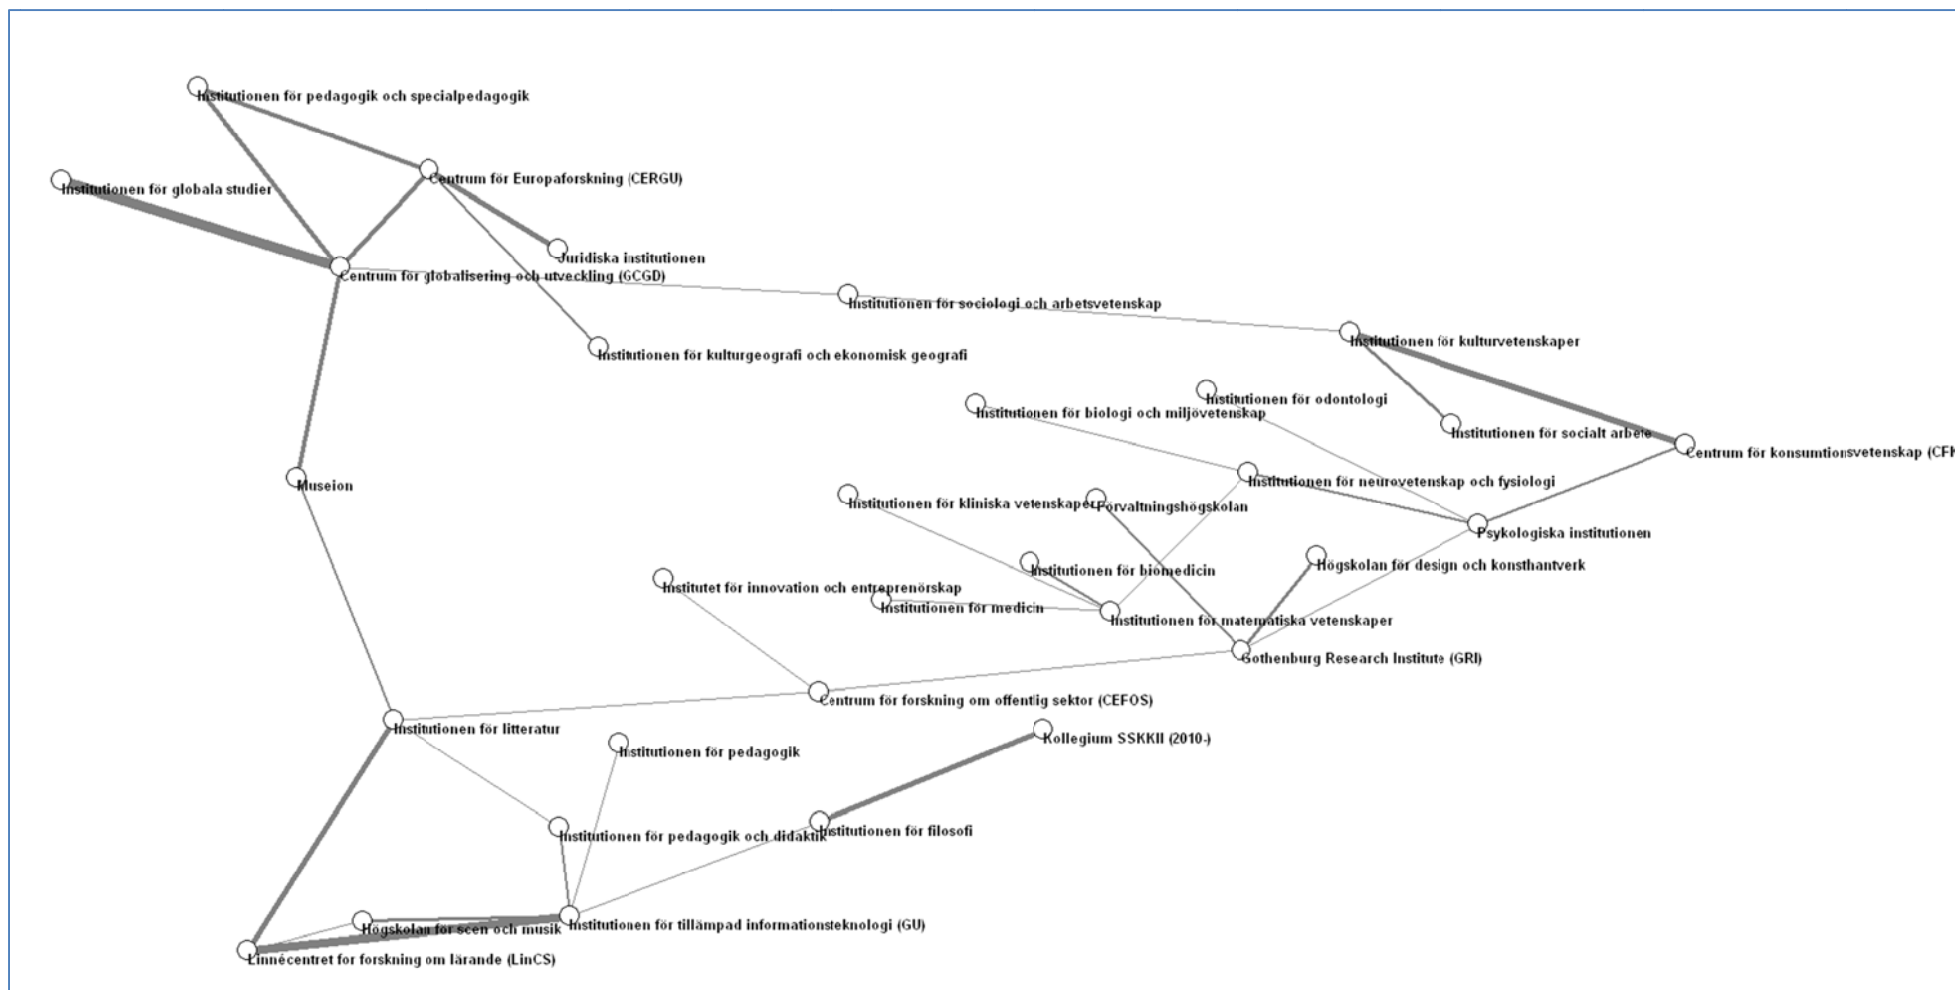 Institutionen för pedagogik och specialpedagogik
Centrum för Europaforskning (CERGU)
Institutionen för globala studier
Juridiska institutionen
Centrum för globalisering och utveckling (GCGD)
Institutionen för sociologi och arbetsvetenskap
Institutionen för kulturvetenskaper
Institutionen för kulturgeografi och ekonomisk geografi
Institutionen för odontologi
Institutionen för biologi och miljövetenskap
Institutionen för socialt arbete
Centrum för konsumtionsvetenskap (CFK
Institutionen för neurovetenskap och fysiologi
Museion
Institutionen för kliniska vetenskaper
Förvaltningshögskolan
Psykologiska institutionen
Högskolan för design och konsthantverk
Institutionen för biomedicin
Institutet för innovation och entreprenörskap
Institutionen för medicin
Institutionen för matematiska vetenskaper
Gothenburg Research Institute (GRI)
Centrum för forskning om offentlig sektor (CEFOS)
Institutionen för litteratur
Kollegium SSKKII (2010-)
Institutionen för pedagogik
Institutionen för filosofi
Institutionen för pedagogik och didaktik
Institutionen för tillämpad informationsteknologi (GU)
Högskolan för scen och musik
Linnécentret for forskning om lärande (LinCS)